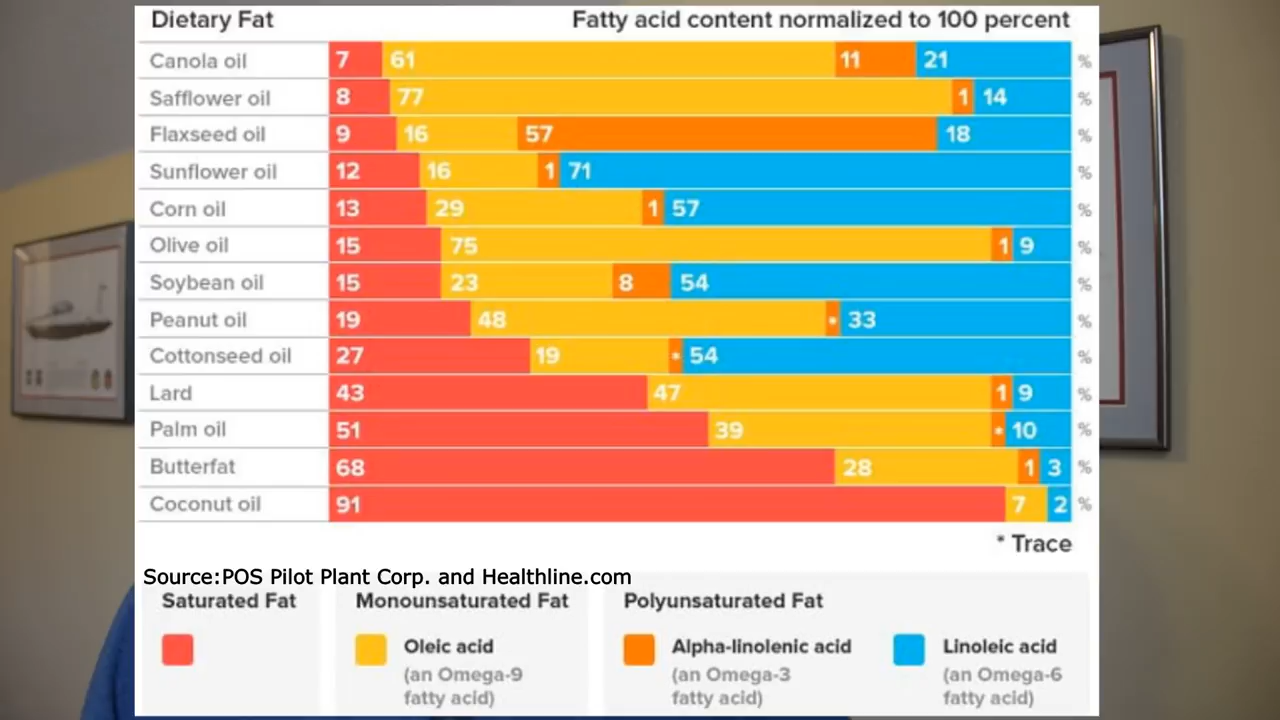 Dietary Fat Fatty acid content normalized to 100 percent
Canola oil 7 61 11 21 %
Safflower oil 8 77 1 14 %
Flaxseed oil 9 16 57 18 %
Sunflower oil 12 16 1 71 %
Corn oil 13 29 1 57 %
Olive oil 15 75 1 9 %
Soybean oil 15 23 8 54 %
Peanut oil 19 48 * 33 %
Cottonseed oil 27 19 * 54 %
Lard 43 47 1 9 %
Palm oil 51 39 * 10 %
Butterfat 68 28 1 3 %
Coconut oil 91 7 2 %
* Trace
Source:POS Pilot Plant Corp. and Healthline.com
Saturated Fat Monounsaturated Fat Polyunsaturated Fat
Oleic acid Alpha-linolenic acid Linoleic acid
(an Omega-9 (an Omega-3 (an Omega-6
fatty acid) fatty acid) fatty acid)